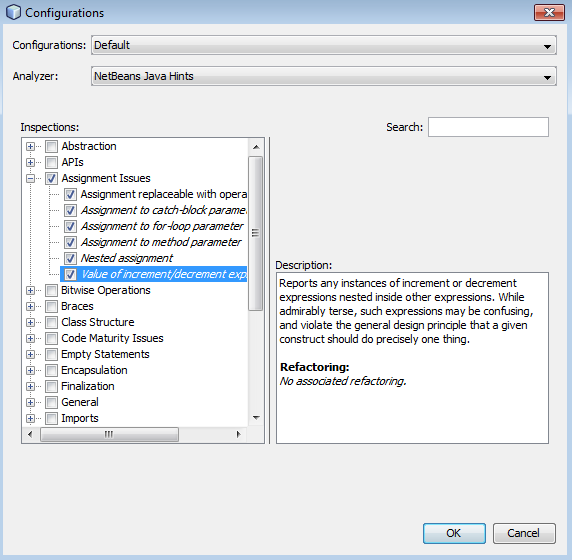 Configurations
Configurations: Default
Analyzer: NetBeans Java Hints
Inspections:
Search:
Abstraction
APIs
Assignment Issues
Assignment replaceable with opera
Assignment to catch-block parame
Assignment to for-loop parameter
Assignment to method parameter
Nested assignment
Value of increment/decrement exp
Bitwise Operations
Braces
Class Structure
Code Maturity Issues
Empty Statements
Encapsulation
Finalization
General
Imports
Description:
Reports any instances of increment or decrement
expressions nested inside other expressions. While
admirably terse, such expressions may be confusing,
and violate the general design principle that a given
construct should do precisely one thing.
Refactoring:
No associated refactoring.
OK
Cancel